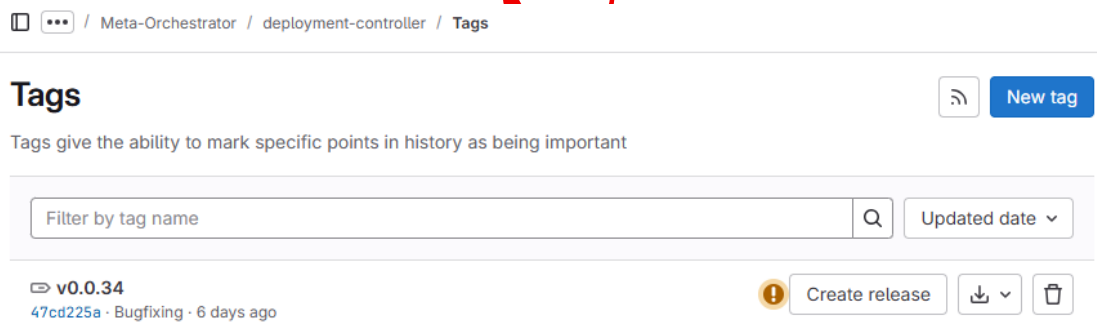 ••• / Meta-Orchestrator / deployment-controller / Tags
Tags
New tag
Tags give the ability to mark specific points in history as being important
Filter by tag name
Updated date
v0.0.34
Create release
47cd225a · Bugfixing · 6 days ago